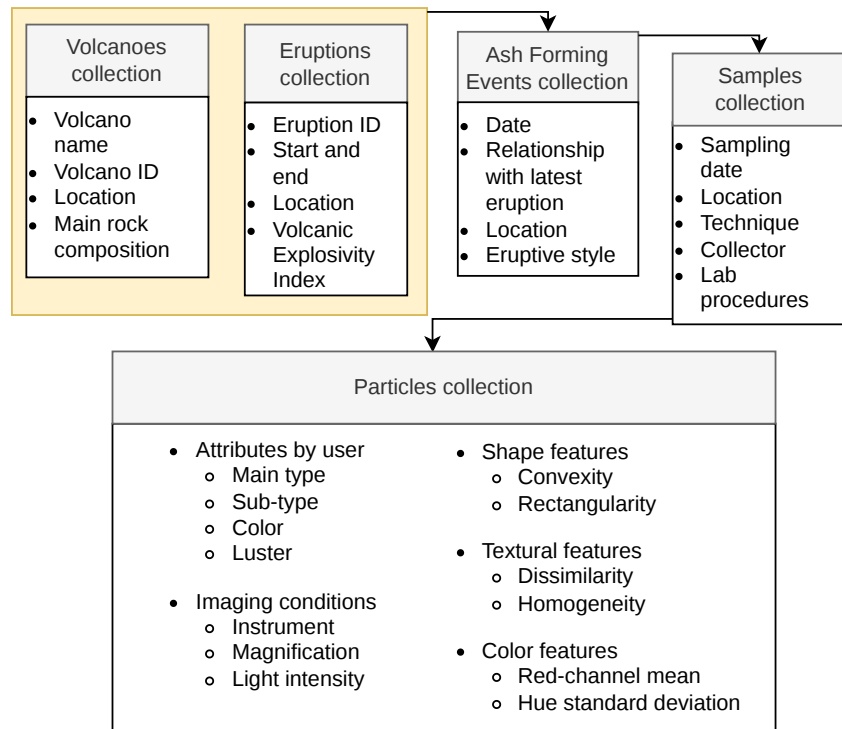 Volcanoes
collection
Volcano
name
Volcano ID
Location
Main rock
composition
Eruptions
collection
Eruption ID
Start and
end
Location
Volcanic
Explosivity
Index
Ash Forming
Events collection
Date
Relationship
with latest
eruption
Location
Eruptive style
Samples
collection
Sampling
date
Location
Technique
Collector
Lab
procedures
Particles collection
Attributes by user
Main type
Sub-type
Color
Luster
Imaging conditions
Instrument
Magnification
Light intensity
Shape features
Convexity
Rectangularity
Textural features
Dissimilarity
Homogeneity
Color features
Red-channel mean
Hue standard deviation